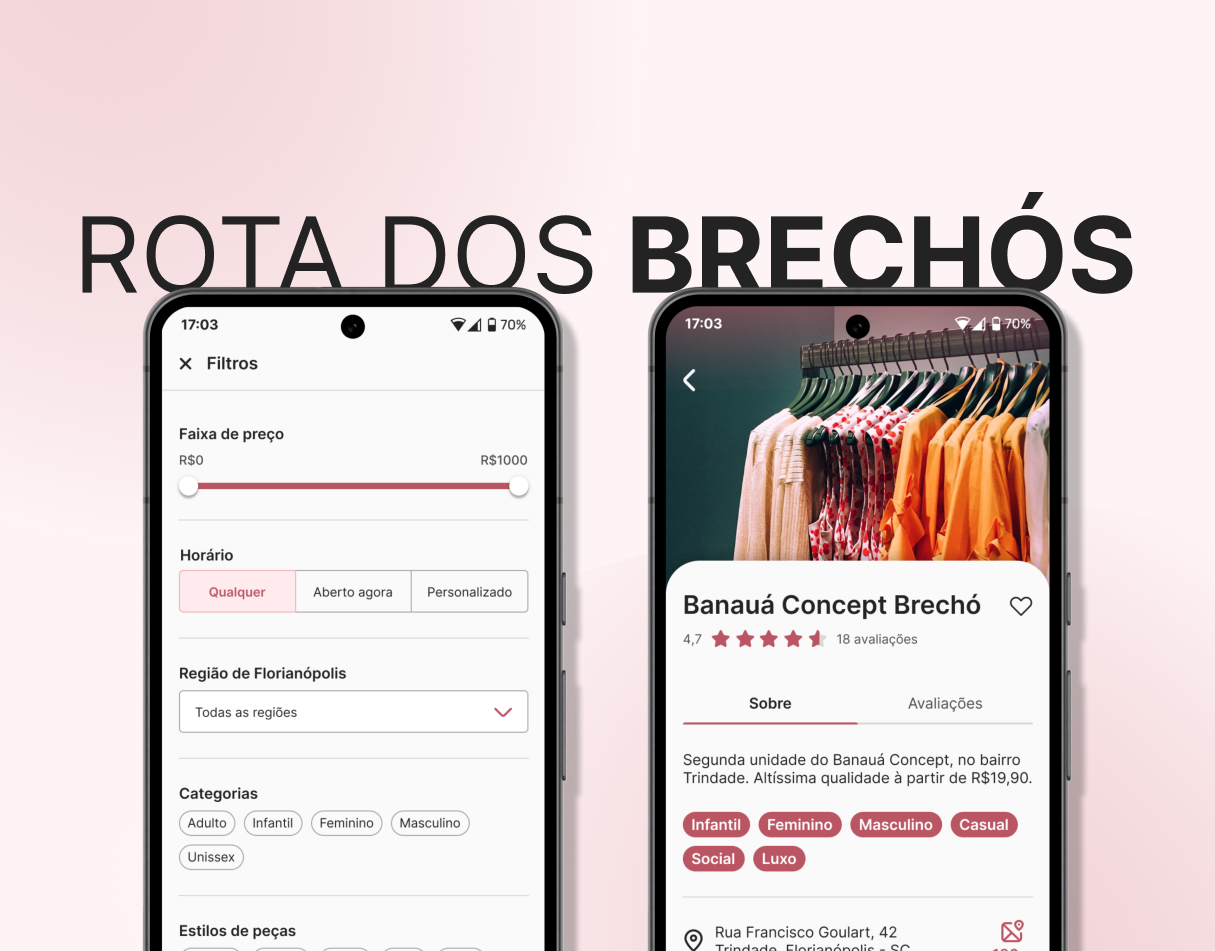 ROTA DOS BRECHÓS
17:03
70%
Filtros
Faixa de preço
R$0
R$1000
Horário
Qualquer
Aberto agora
Personalizado
Região de Florianópolis
Todas as regiões
Categorias
Adulto
Infantil
Feminino
Masculino
Unissex
Estilos de peças
17:03
70%
Banauá Concept Brechó
4,7
18 avaliações
Sobre
Avaliações
Segunda unidade do Banauá Concept, no bairro
Trindade. Altíssima qualidade à partir de R$19,90.
Infantil
Feminino
Masculino
Casual
Social
Luxo
Rua Francisco Goulart, 42
Trindade, Florianópolis - SC